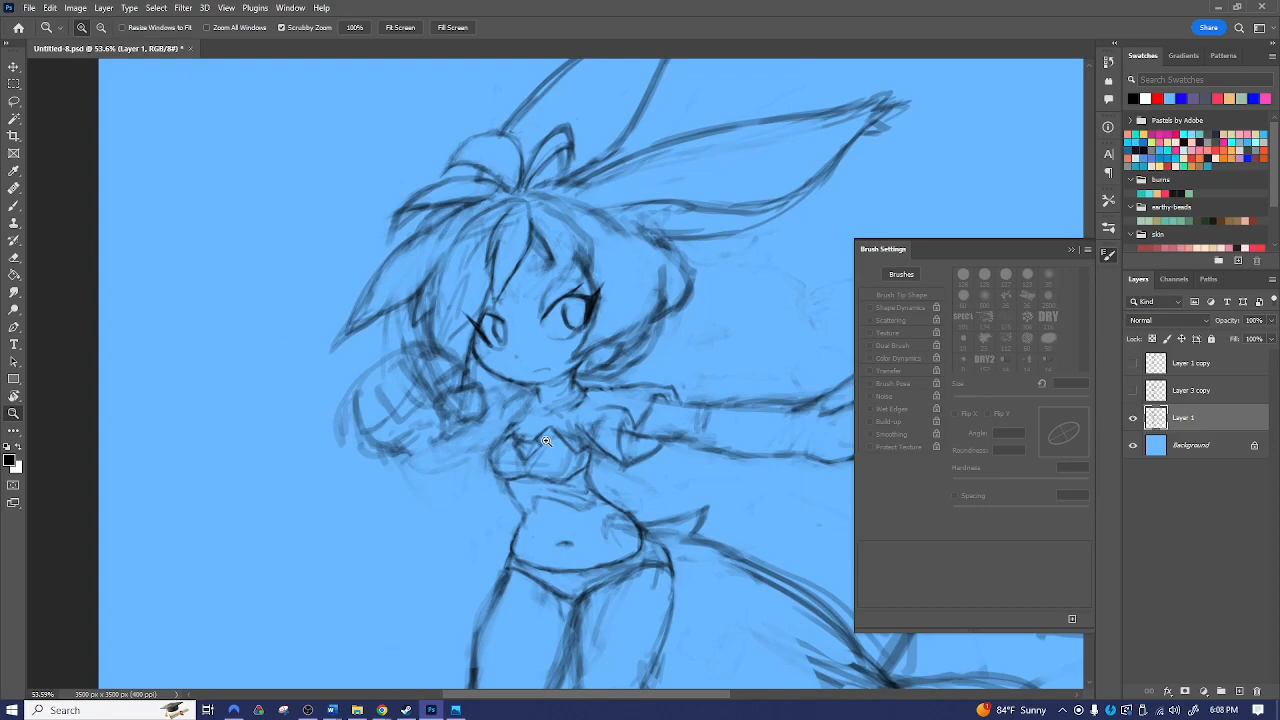 Ps File Edit Image Layer Type Select Filter 3D View Plugins Window Help
Resize Windows to Fit Zoom All Windows Scrubby Zoom 100% Fit Screen Fill Screen Share
Untitled-8.psd @ 53.6% (Layer 1, RGB/8#) *
Swatches Gradients Patterns
Search Swatches
Pastels by Adobe
burns
earthy-beads
skin
Brush Settings
Brushes
Brush Tip Shape
Shape Dynamics
Scattering
Texture
Dual Brush
Color Dynamics
Transfer
Brush Pose
Noise
Wet Edges
Build-up
Smoothing
Protect Texture
Size
Flip X Flip Y
Angle:
Roundness:
Hardness
Spacing
Layers Channels Paths
Kind
Normal Opacity: 100%
Lock: Fill: 100%
Layer 1 copy
Layer 3 copy
Layer 1
Background
53.59% 3500 px x 3500 px (400 ppi)
Search
84°F Sunny 6:08 PM